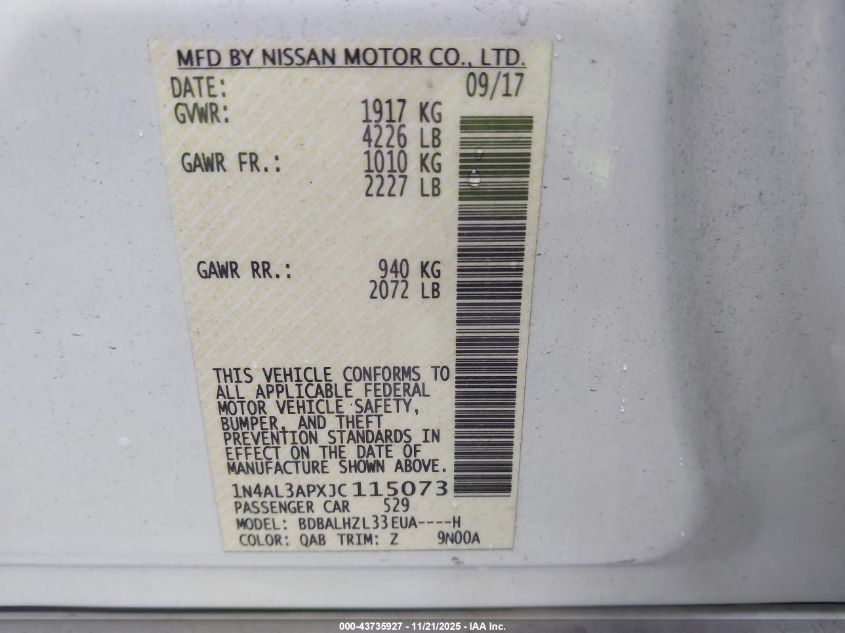 MFD BY NISSAN MOTOR CO., LTD.
DATE: 09/17
GVWR: 1917 KG
4226 LB
GAWR FR.: 1010 KG
2227 LB
GAWR RR.: 940 KG
2072 LB
THIS VEHICLE CONFORMS TO
ALL APPLICABLE FEDERAL
MOTOR VEHICLE SAFETY,
BUMPER, AND THEFT
PREVENTION STANDARDS IN
EFFECT ON THE DATE OF
MANUFACTURE SHOWN ABOVE.
1N4AL3APXJC115073
PASSENGER CAR 529
MODEL: BDBALHZL33EUA----H
COLOR: QAB TRIM: Z 9N00A
000-43735927 - 11/21/2025 - IAA Inc.